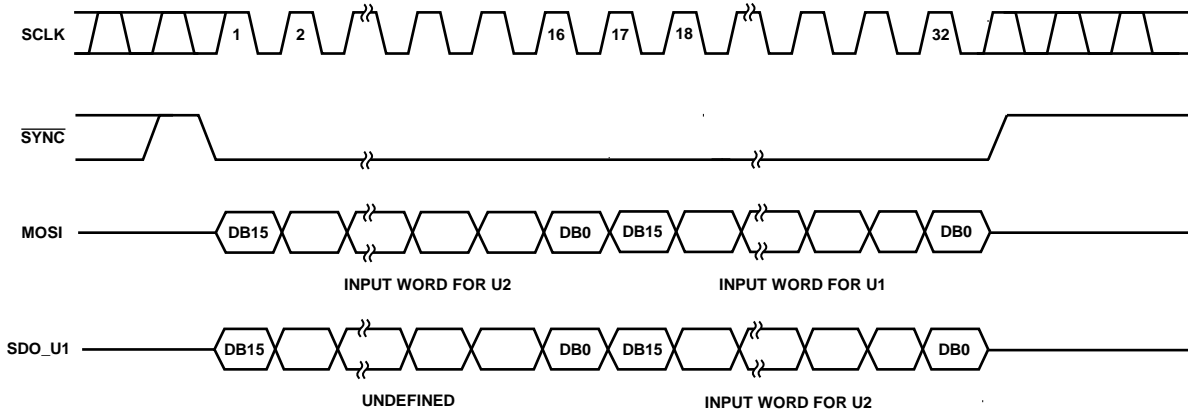 SCLK 1 2 16 17 18 32
SYNC
MOSI DB15 DB0 DB15 DB0
INPUT WORD FOR U2 INPUT WORD FOR U1
SDO_U1 DB15 DB0 DB15 DB0
UNDEFINED INPUT WORD FOR U2